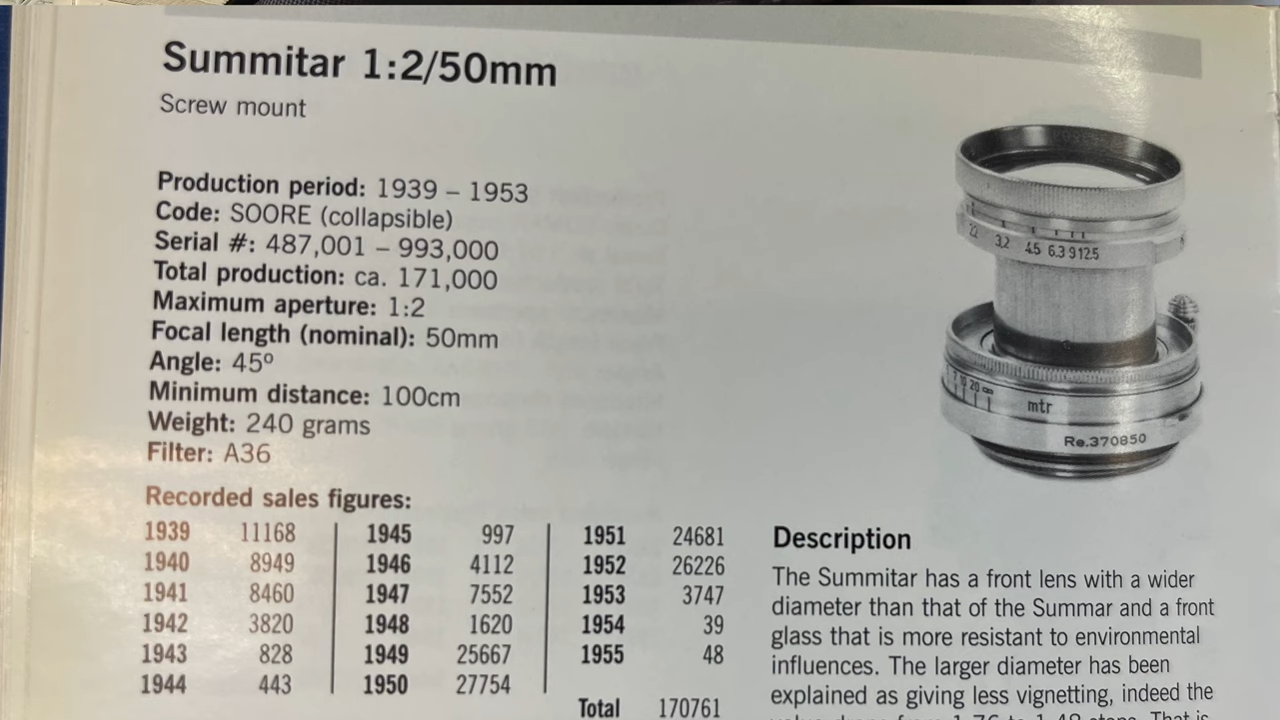 Summitar 1:2/50mm
Screw mount
Production period: 1939 – 1953
Code: SOORE (collapsible)
Serial #: 487,001 – 993,000
Total production: ca. 171,000
Maximum aperture: 1:2
Focal length (nominal): 50mm
Angle: 45º
Minimum distance: 100cm
Weight: 240 grams
Filter: A36
Recorded sales figures:
1939 11168 1945 997 1951 24681
1940 8949 1946 4112 1952 26226
1941 8460 1947 7552 1953 3747
1942 3820 1948 1620 1954 39
1943 828 1949 25667 1955 48
1944 443 1950 27754
Total 170761
2.2 3.2 4.5 6.3 9 12.5
20 ∞
mtr
Re.370850
Description
The Summitar has a front lens with a wider
diameter than that of the Summar and a front
glass that is more resistant to environmental
influences. The larger diameter has been
explained as giving less vignetting, indeed the